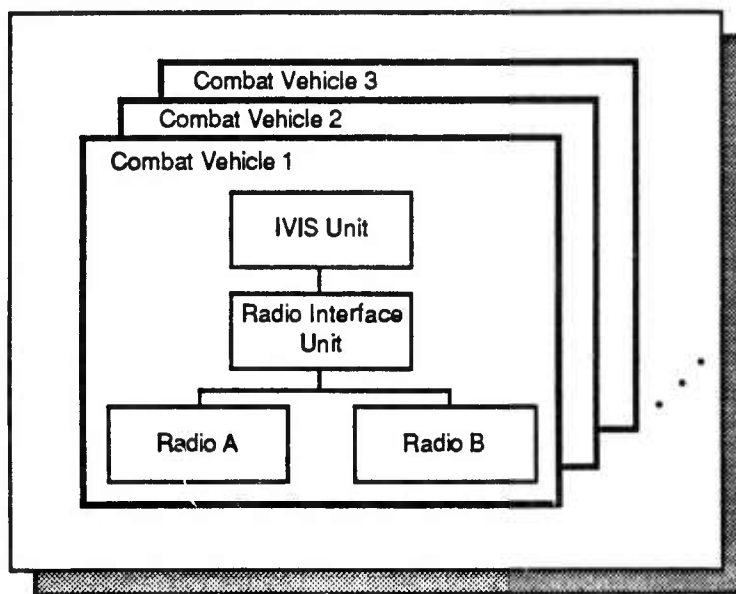 Combat Vehicle 3
Combat Vehicle 2
Combat Vehicle 1
IVIS Unit
Radio Interface
Unit
Radio A
Radio B